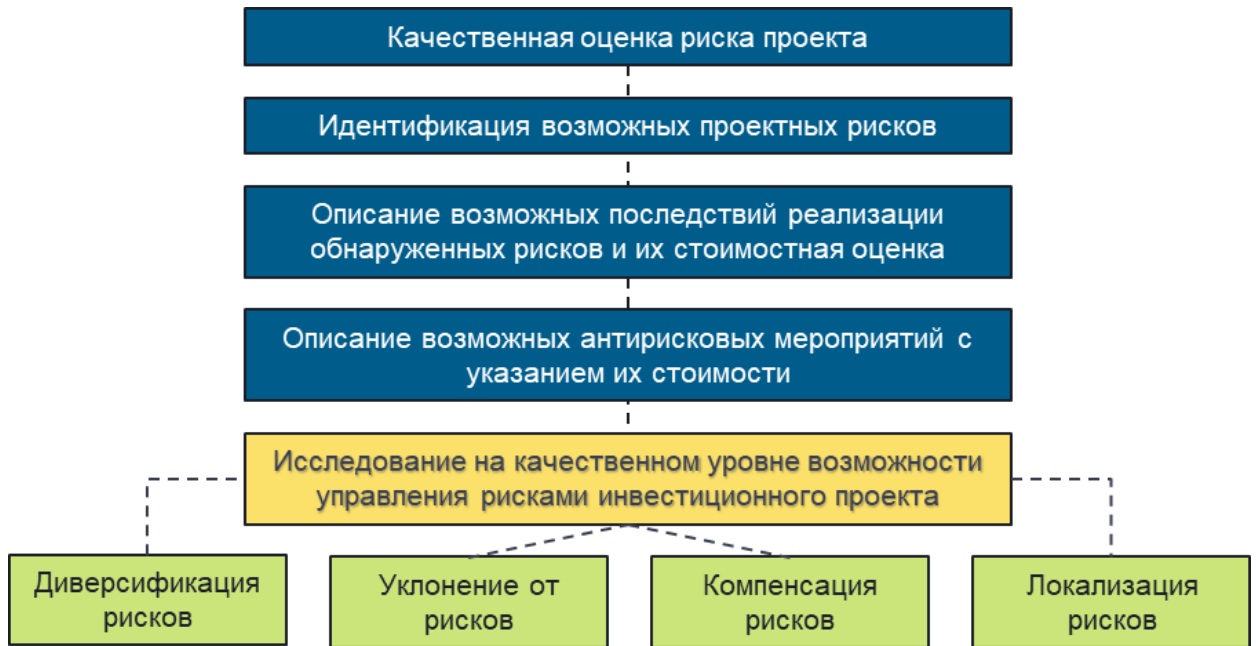 Качественная оценка риска проекта
Идентификация возможных проектных рисков
Описание возможных последствий реализации
обнаруженных рисков и их стоимостная оценка
Описание возможных антирисковых мероприятий с
указанием их стоимости
Исследование на качественном уровне возможности
управления рисками инвестиционного проекта
Диверсификация
рисков
Уклонение от
рисков
Компенсация
рисков
Локализация
рисков